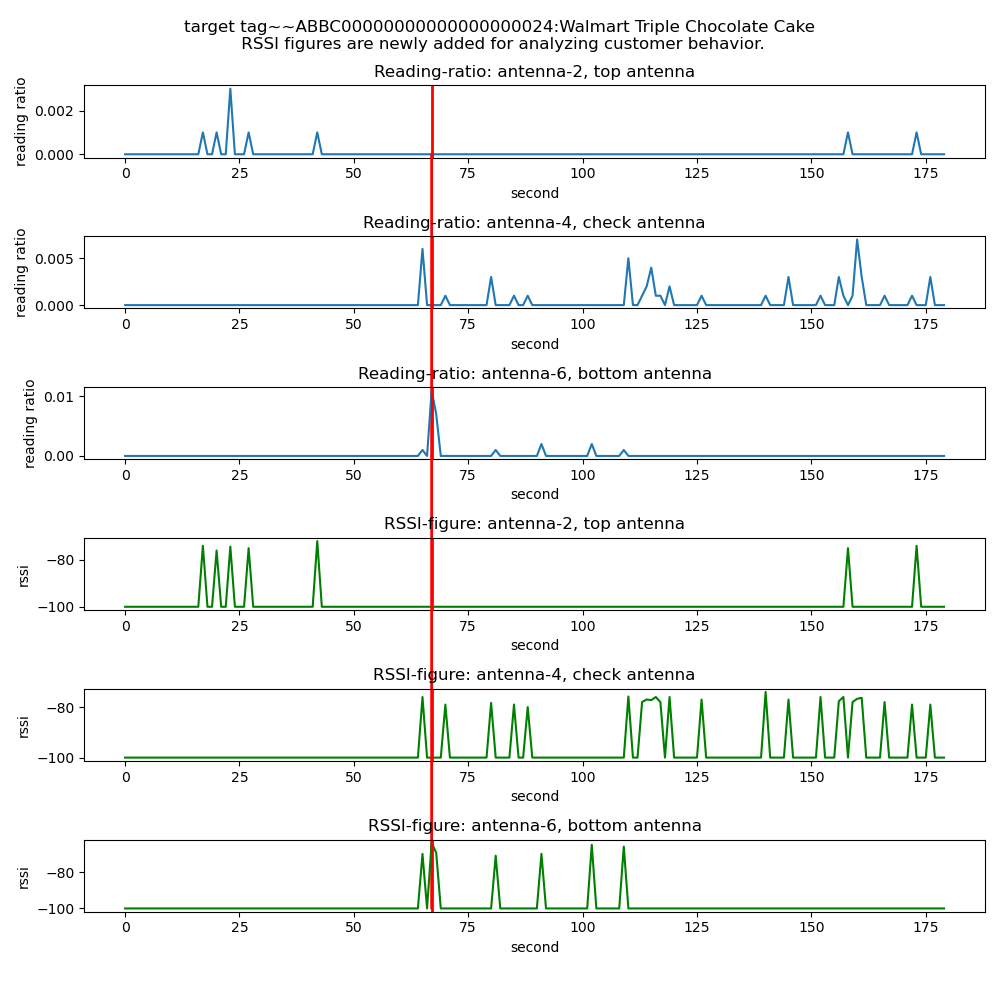 target tag~~ABBC00000000000000000024:Walmart Triple Chocolate Cake
RSSI figures are newly added for analyzing customer behavior.
Reading-ratio: antenna-2, top antenna
reading ratio
0.002
0.000
0 25 50 75 100 125 150 175
second
Reading-ratio: antenna-4, check antenna
reading ratio
0.005
0.000
0 25 50 75 100 125 150 175
second
Reading-ratio: antenna-6, bottom antenna
reading ratio
0.01
0.00
0 25 50 75 100 125 150 175
second
RSSI-figure: antenna-2, top antenna
rssi
−80
−100
0 25 50 75 100 125 150 175
second
RSSI-figure: antenna-4, check antenna
rssi
−80
−100
0 25 50 75 100 125 150 175
second
RSSI-figure: antenna-6, bottom antenna
rssi
−80
−100
0 25 50 75 100 125 150 175
second